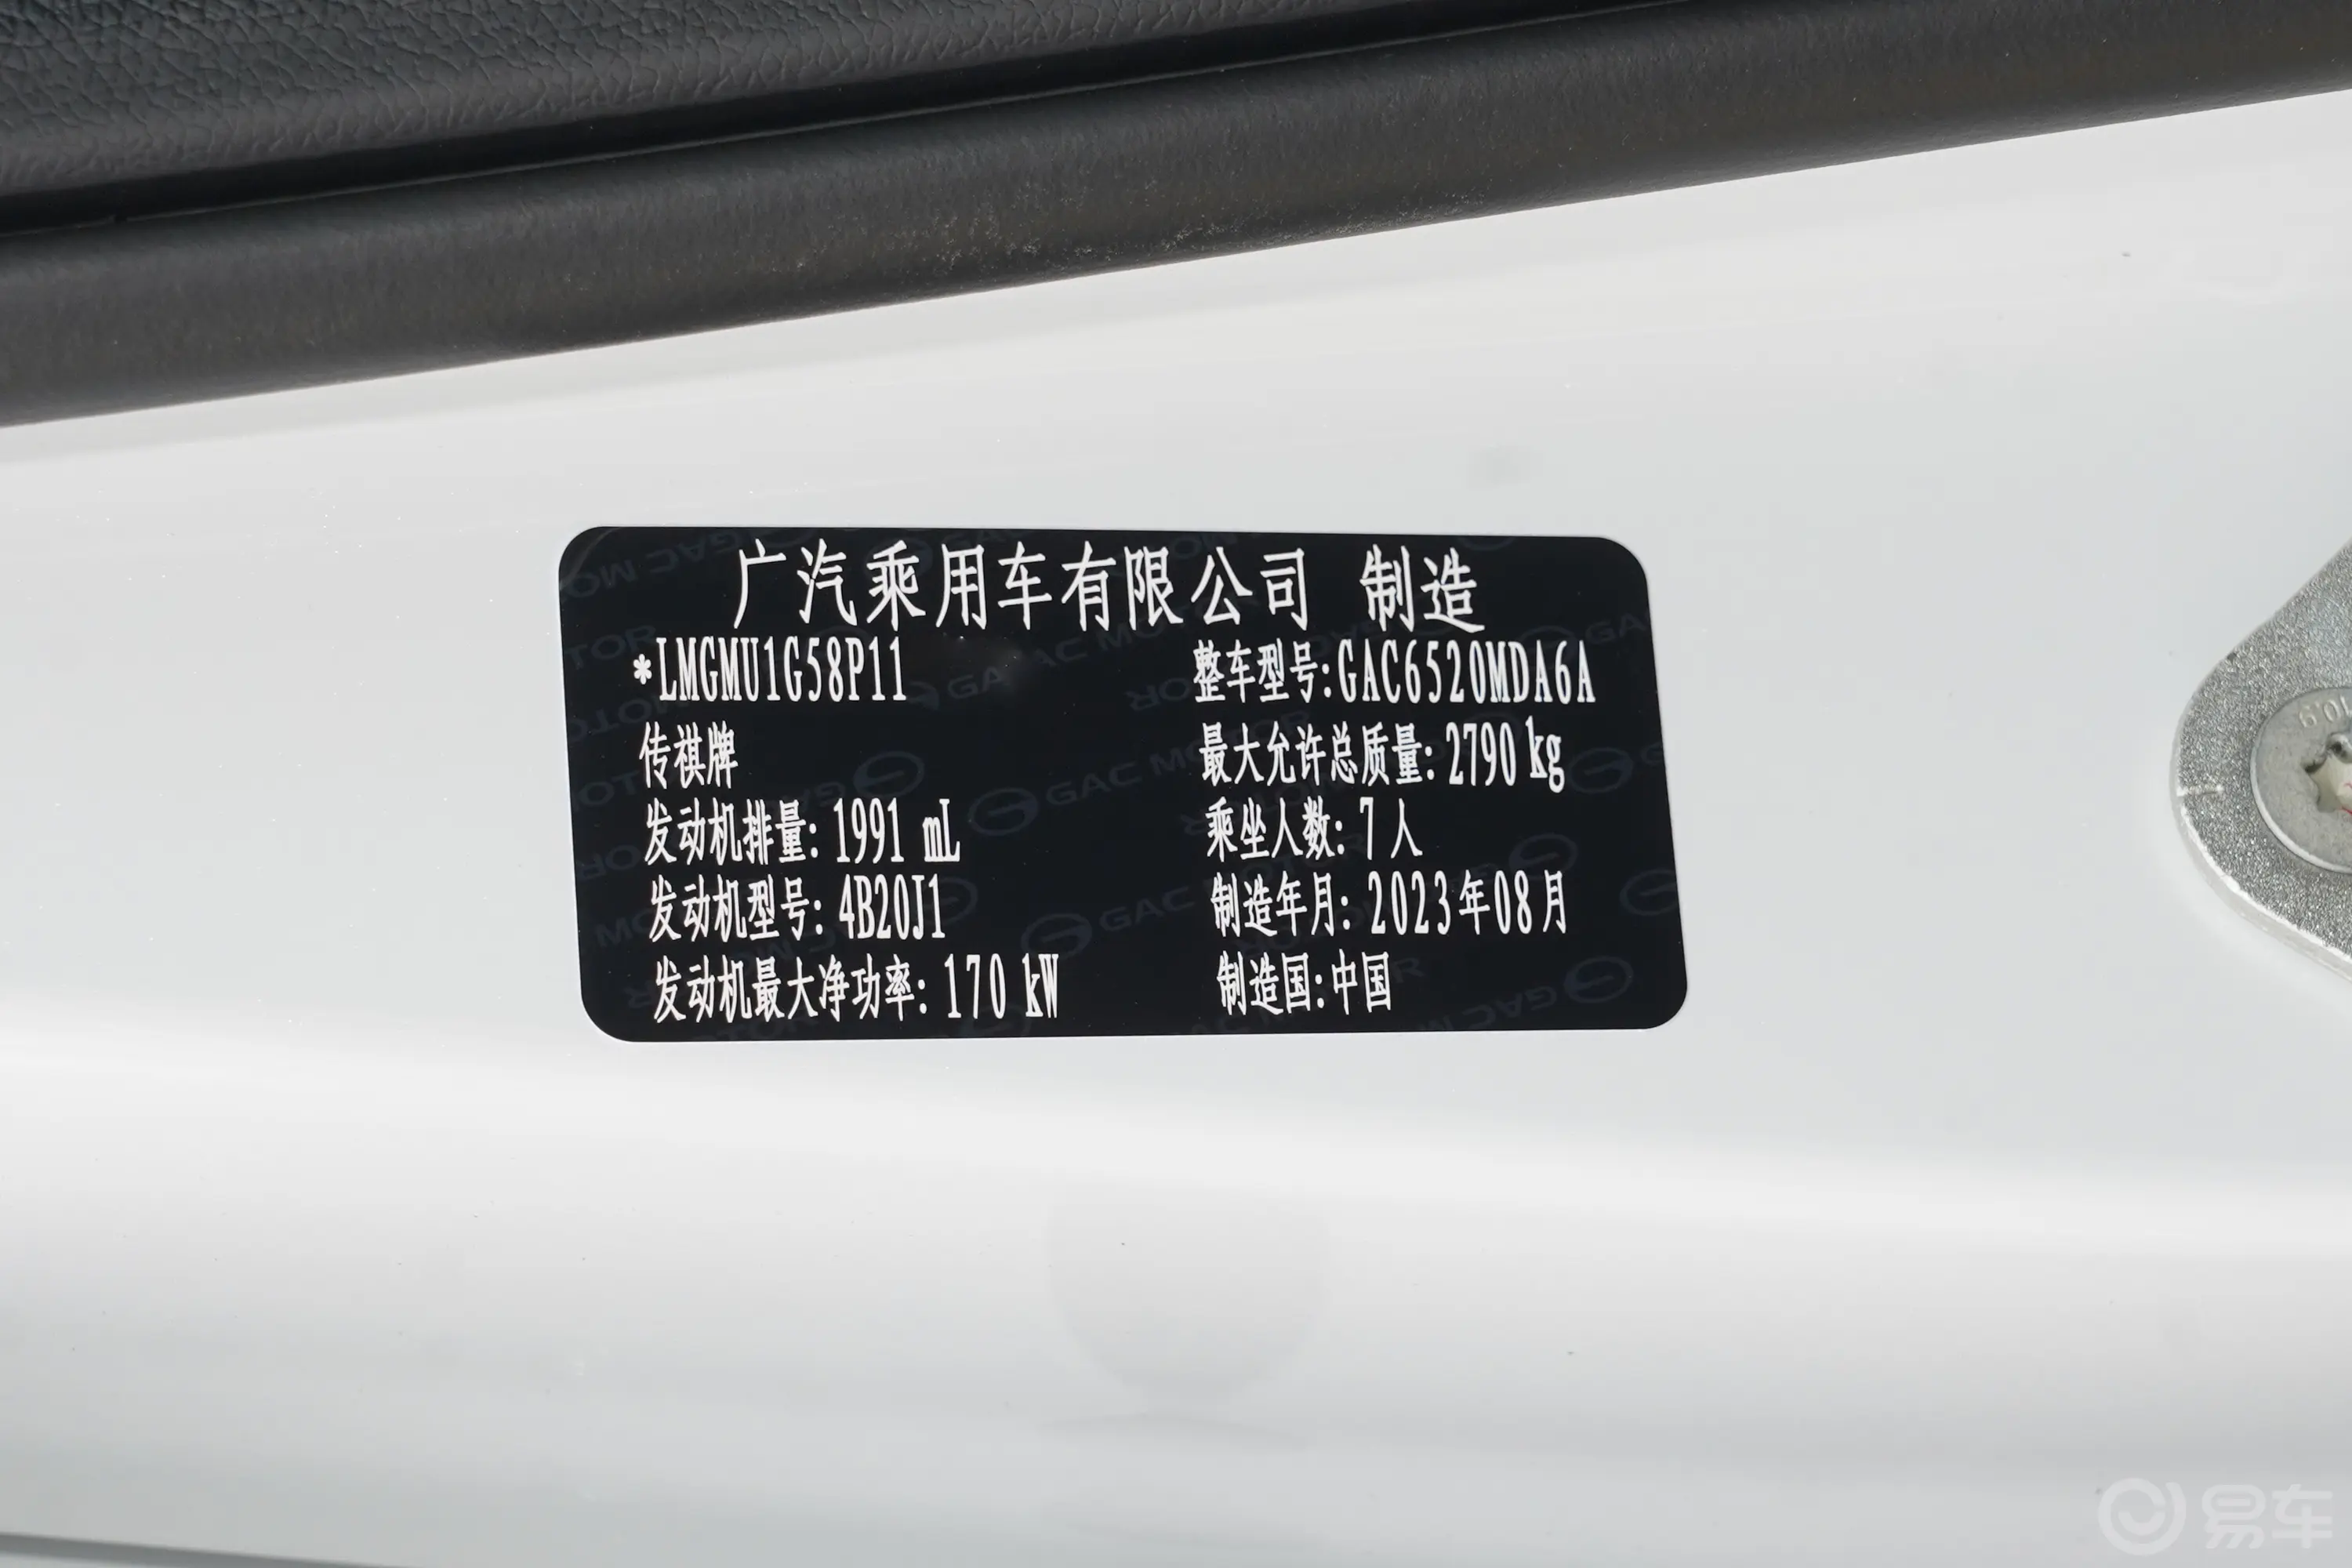 广汽乘用车有限公司 制造
*LMGMU1G58P11
整车型号:GAC6520MDA6A
传祺牌
最大允许总质量: 2790 kg
发动机排量: 1991 mL
乘坐人数: 7人
发动机型号: 4B20J1
制造年月: 2023年08月
发动机最大净功率: 170 kW
制造国:中国
易车